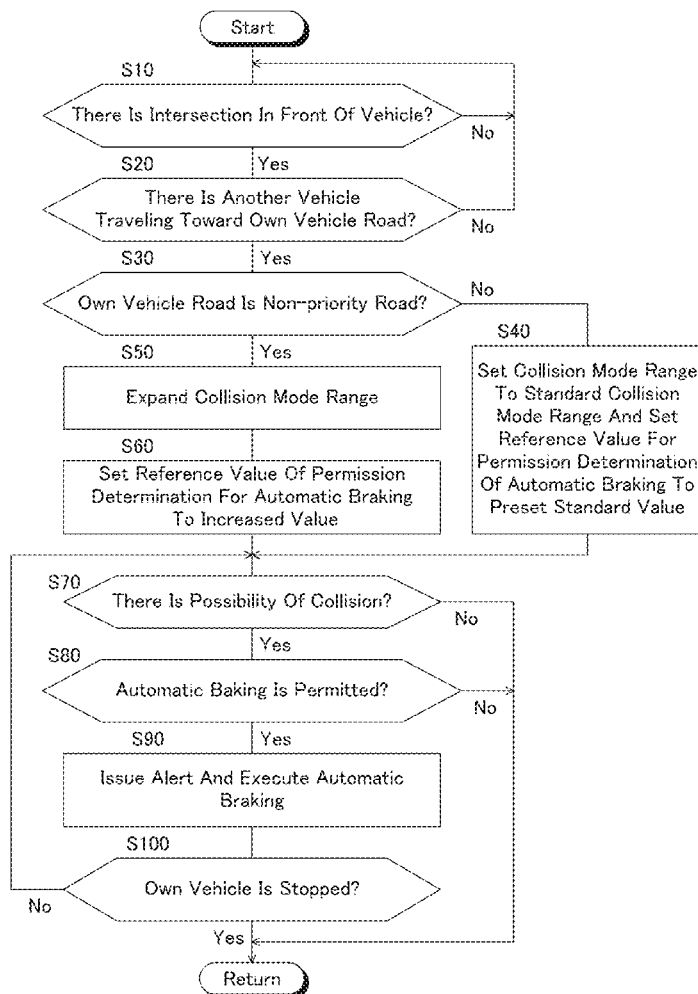 Start
S10
There Is Intersection In Front Of Vehicle?
No
S20
Yes
There Is Another Vehicle
Traveling Toward Own Vehicle Road?
No
S30
Yes
Own Vehicle Road Is Non-priority Road?
No
S40
Set Collision Mode Range
To Standard Collision
Mode Range And Set
Reference Value For
Permission Determination
Of Automatic Braking To
Preset Standard Value
S50
Yes
Expand Collision Mode Range
S60
Set Reference Value Of Permission
Determination For Automatic Braking
To Increased Value
S70
There Is Possibility Of Collision?
No
S80
Yes
Automatic Baking Is Permitted?
No
S90
Yes
Issue Alert And Execute Automatic
Braking
S100
Own Vehicle Is Stopped?
No
Yes
Return